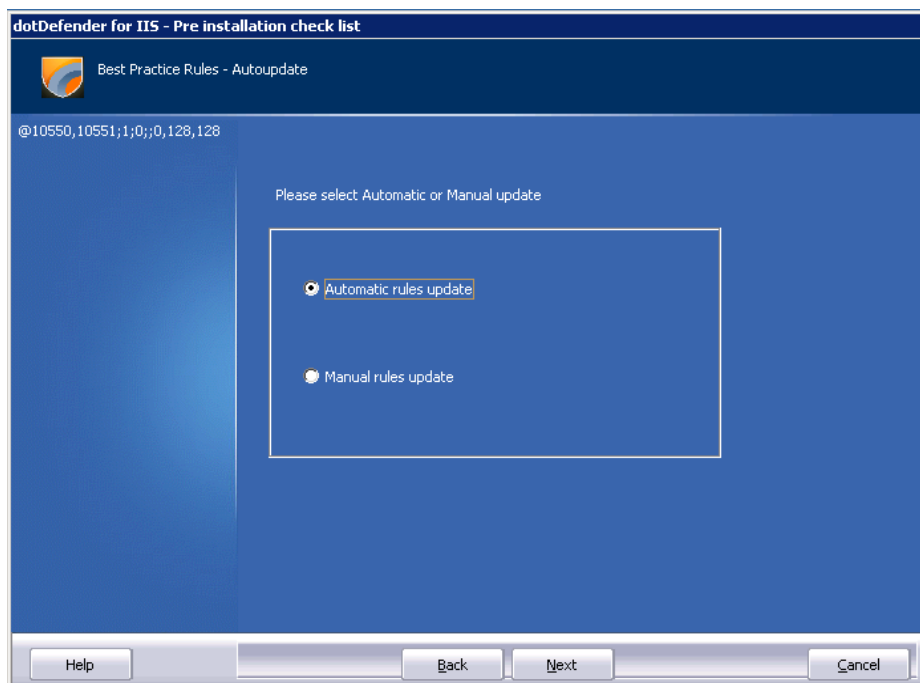 dotDefender for IIS - Pre installation check list
Best Practice Rules - Autoupdate
@10550,10551;1;0;;0,128,128
Please select Automatic or Manual update
Automatic rules update
Manual rules update
Help
Back
Next
Cancel